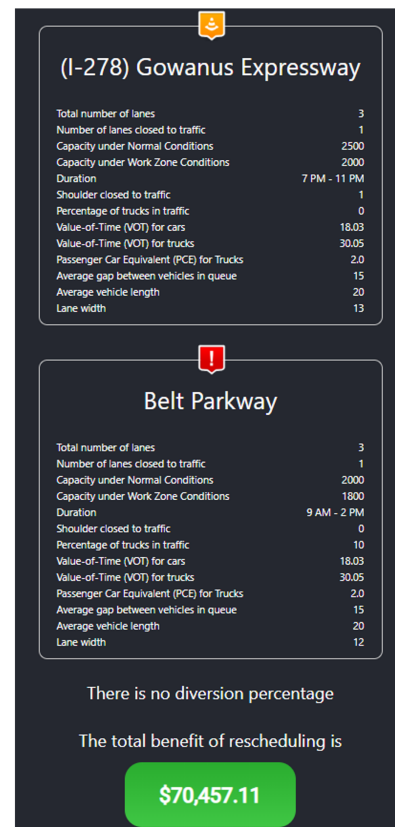 (I-278) Gowanus Expressway
Total number of lanes 3
Number of lanes closed to traffic 1
Capacity under Normal Conditions 2500
Capacity under Work Zone Conditions 2000
Duration 7 PM - 11 PM
Shoulder closed to traffic 1
Percentage of trucks in traffic 0
Value-of-Time (VOT) for cars 18.03
Value-of-Time (VOT) for trucks 30.05
Passenger Car Equivalent (PCE) for Trucks 2.0
Average gap between vehicles in queue 15
Average vehicle length 20
Lane width 13
!
Belt Parkway
Total number of lanes 3
Number of lanes closed to traffic 1
Capacity under Normal Conditions 2000
Capacity under Work Zone Conditions 1800
Duration 9 AM - 2 PM
Shoulder closed to traffic 0
Percentage of trucks in traffic 10
Value-of-Time (VOT) for cars 18.03
Value-of-Time (VOT) for trucks 30.05
Passenger Car Equivalent (PCE) for Trucks 2.0
Average gap between vehicles in queue 15
Average vehicle length 20
Lane width 12
There is no diversion percentage
The total benefit of rescheduling is
$70,457.11